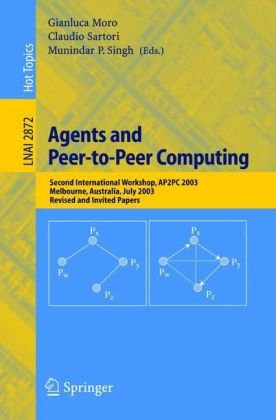 Gianluca Moro
Claudio Sartori
Munindar P. Singh (Eds.)
Hot Topics
LNAI 2872
Agents and
Peer-to-Peer Computing
Second International Workshop, AP2PC 2003
Melbourne, Australia, July 2003
Revised and Invited Papers
Px
Px
Pw
Py
Pw
Py
Pz
Pz
Springer